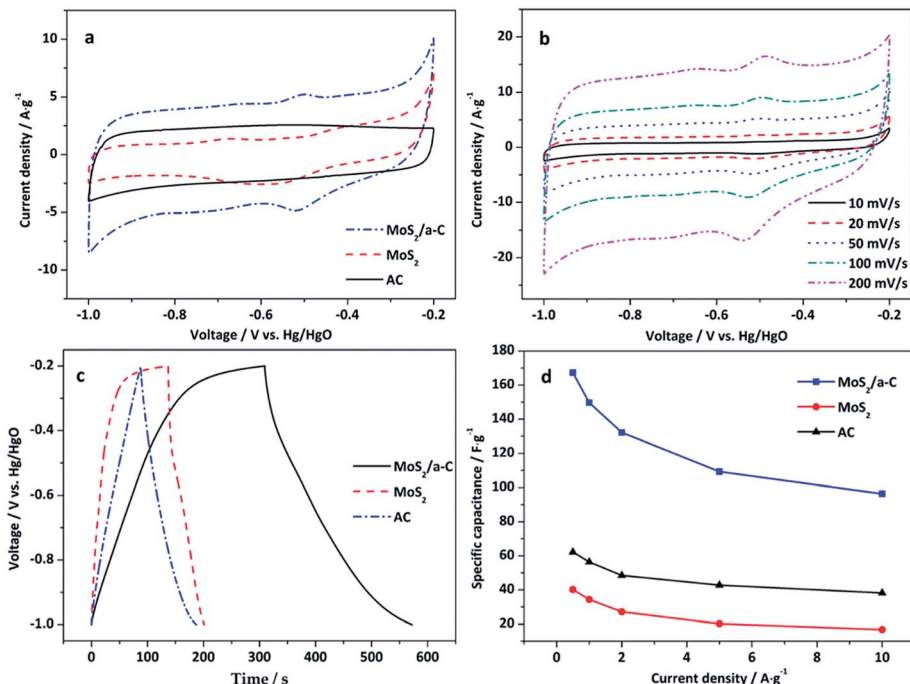 a
Current density / A·g⁻¹
10
5
0
-5
-10
MoS₂/a-C
MoS₂
AC
-1.0 -0.8 -0.6 -0.4 -0.2
Voltage / V vs. Hg/HgO
b
Current density / A·g⁻¹
20
10
0
-10
-20
10 mV/s
20 mV/s
50 mV/s
100 mV/s
200 mV/s
-1.0 -0.8 -0.6 -0.4 -0.2
Voltage / V vs. Hg/HgO
c
Voltage / V vs. Hg/HgO
-0.2
-0.4
-0.6
-0.8
-1.0
MoS₂/a-C
MoS₂
AC
0 100 200 300 400 500 600
Time / s
d
Specific capacitance / F·g⁻¹
180
160
140
120
100
80
60
40
20
MoS₂/a-C
MoS₂
AC
0 2 4 6 8 10
Current density / A·g⁻¹